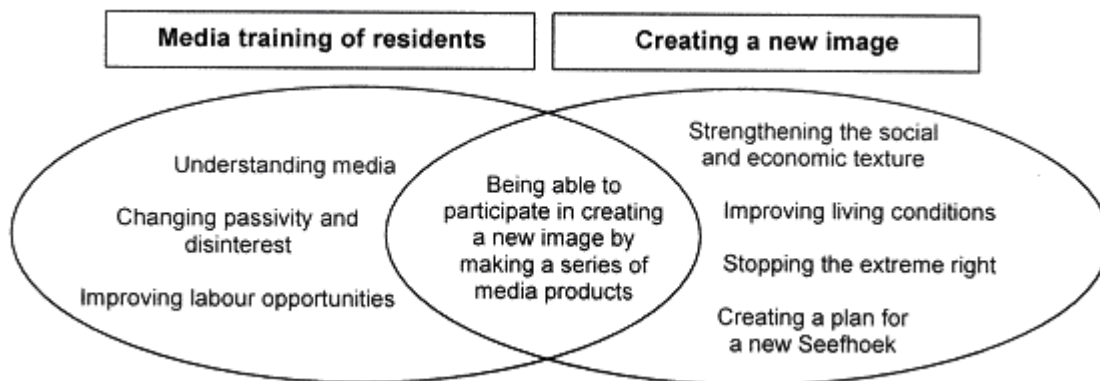 Media training of residents
Creating a new image
Understanding media
Changing passivity and
disinterest
Improving labour opportunities
Being able to
participate in creating
a new image by
making a series of
media products
Strengthening the social
and economic texture
Improving living conditions
Stopping the extreme right
Creating a plan for
a new Seefhoek